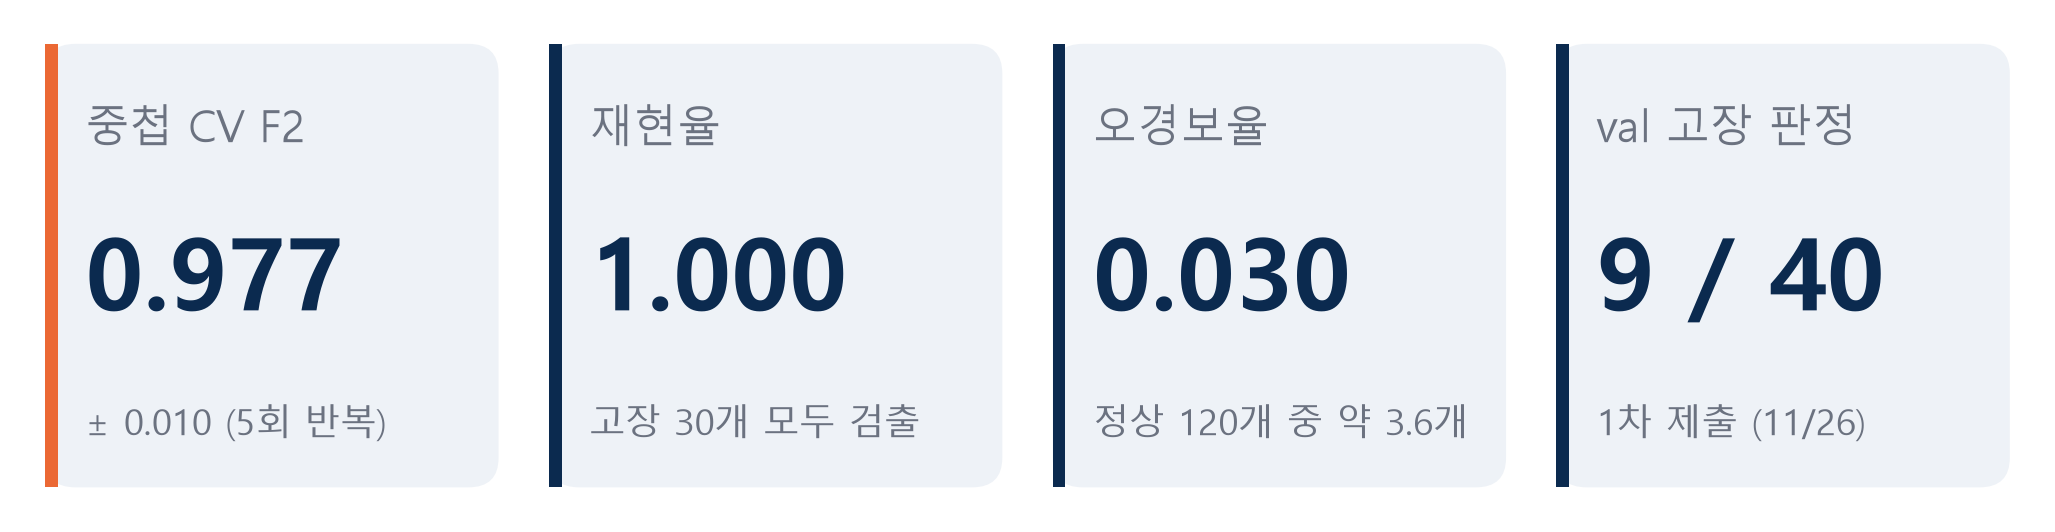 중첩 CV F2
0.977
± 0.010 (5회 반복)
재현율
1.000
고장 30개 모두 검출
오경보율
0.030
정상 120개 중 약 3.6개
val 고장 판정
9 / 40
1차 제출 (11/26)